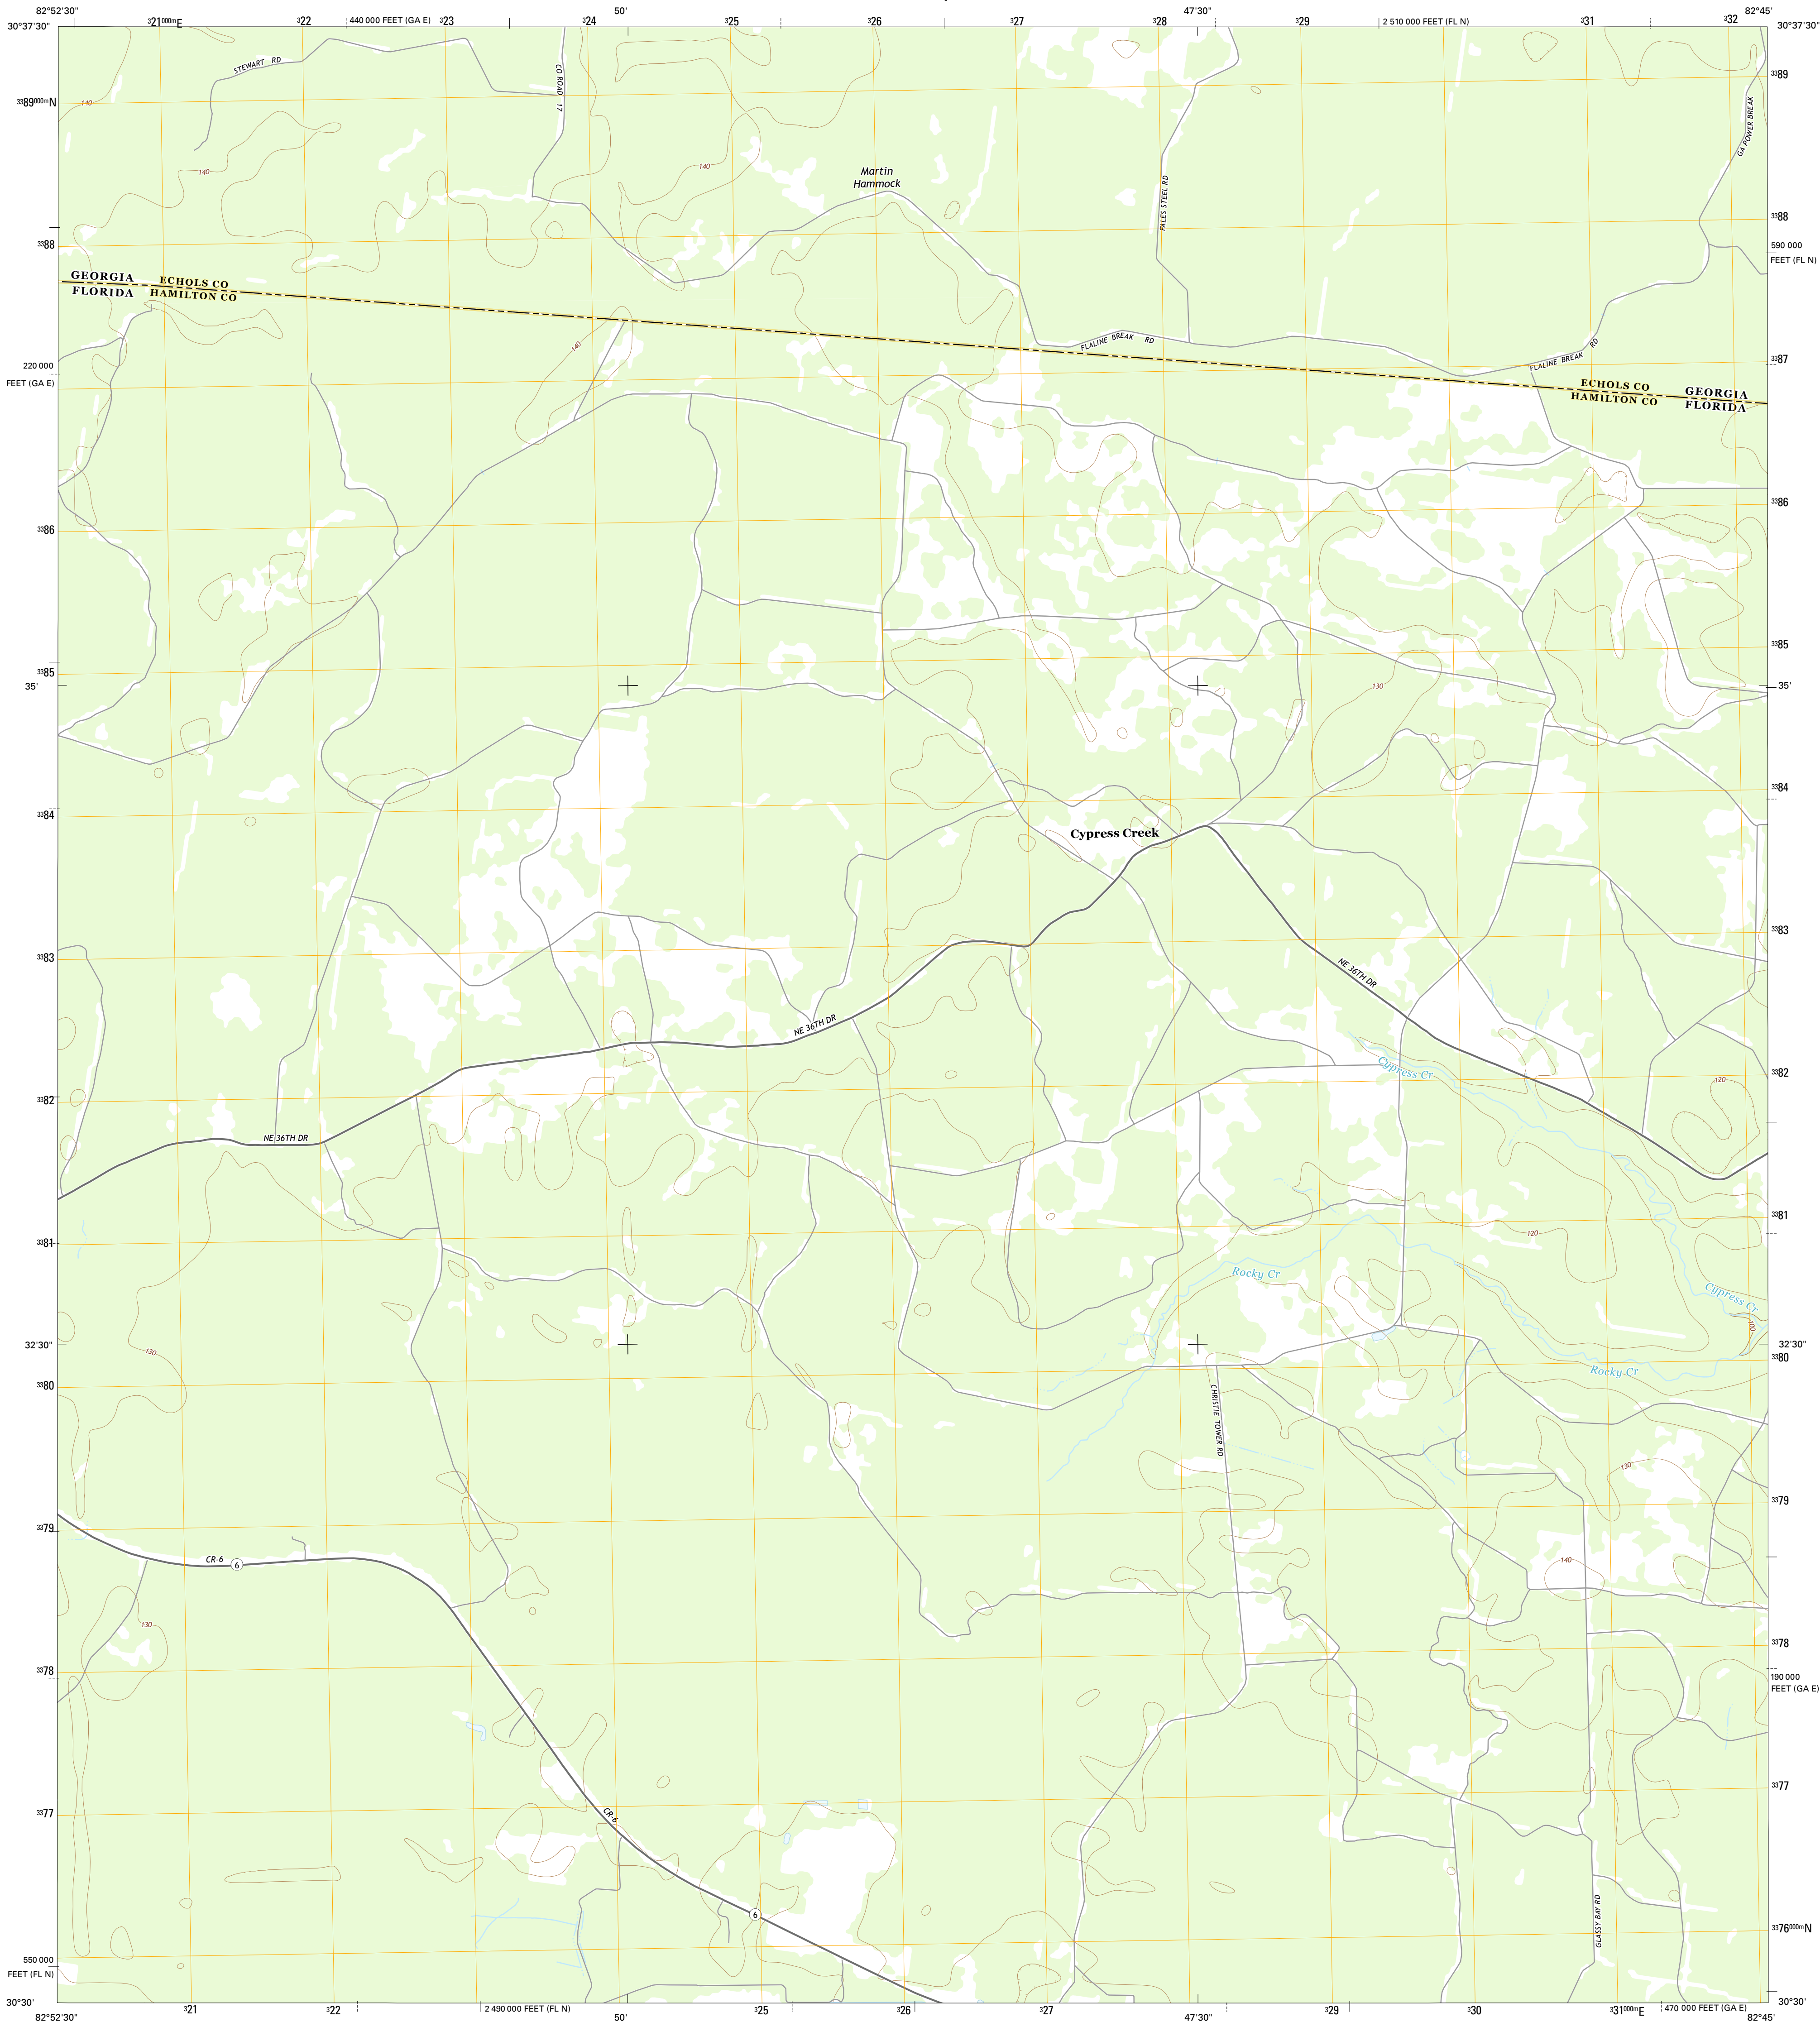 82°52'30"
³21⁰⁰⁰ᵐE
³22
440 000 FEET (GA E)
³23
³24
50'
³25
³26
³27
³28
47'30"
³29
2 510 000 FEET (FL N)
³31
³32
82°45'
30°37'30"
30°37'30"
STEWART RD
CO ROAD 17
³³89
GA POWER BREAK
³³89⁰⁰⁰ᵐN
140
140
140
Martin
Hammock
FALES STEEL RD
³³88
³³88
590 000
FEET (FL N)
GEORGIA
ECHOLS CO
FLORIDA
HAMILTON CO
140
FLALINE BREAK RD
FLALINE BREAK RD
³³87
220 000
FEET (GA E)
ECHOLS CO
GEORGIA
HAMILTON CO
FLORIDA
³³86
³³86
³³85
³³85
35'
130
35'
³³84
³³84
Cypress Creek
³³83
³³83
NE 36TH DR
NE 36TH DR
Cypress Cr
³³82
120
³³82
NE 36TH DR
³³81
120
³³81
Rocky Cr
Cypress Cr
100
32'30"
130
32'30"
³³80
Rocky Cr
³³80
CHRISTIE TOWER RD
130
³³79
³³79
CR-6
6
140
130
³³78
³³78
190 000
FEET (GA E)
³³77
³³77
CR-6
6
GLASSY BAY RD
³³76⁰⁰⁰ᵐN
550 000
FEET (FL N)
30°30'
30°30'
³21
³22
2 490 000 FEET (FL N)
³25
³26
³27
³29
³30
³31⁰⁰⁰ᵐE
470 000 FEET (GA E)
82°52'30"
50'
47'30"
82°45'